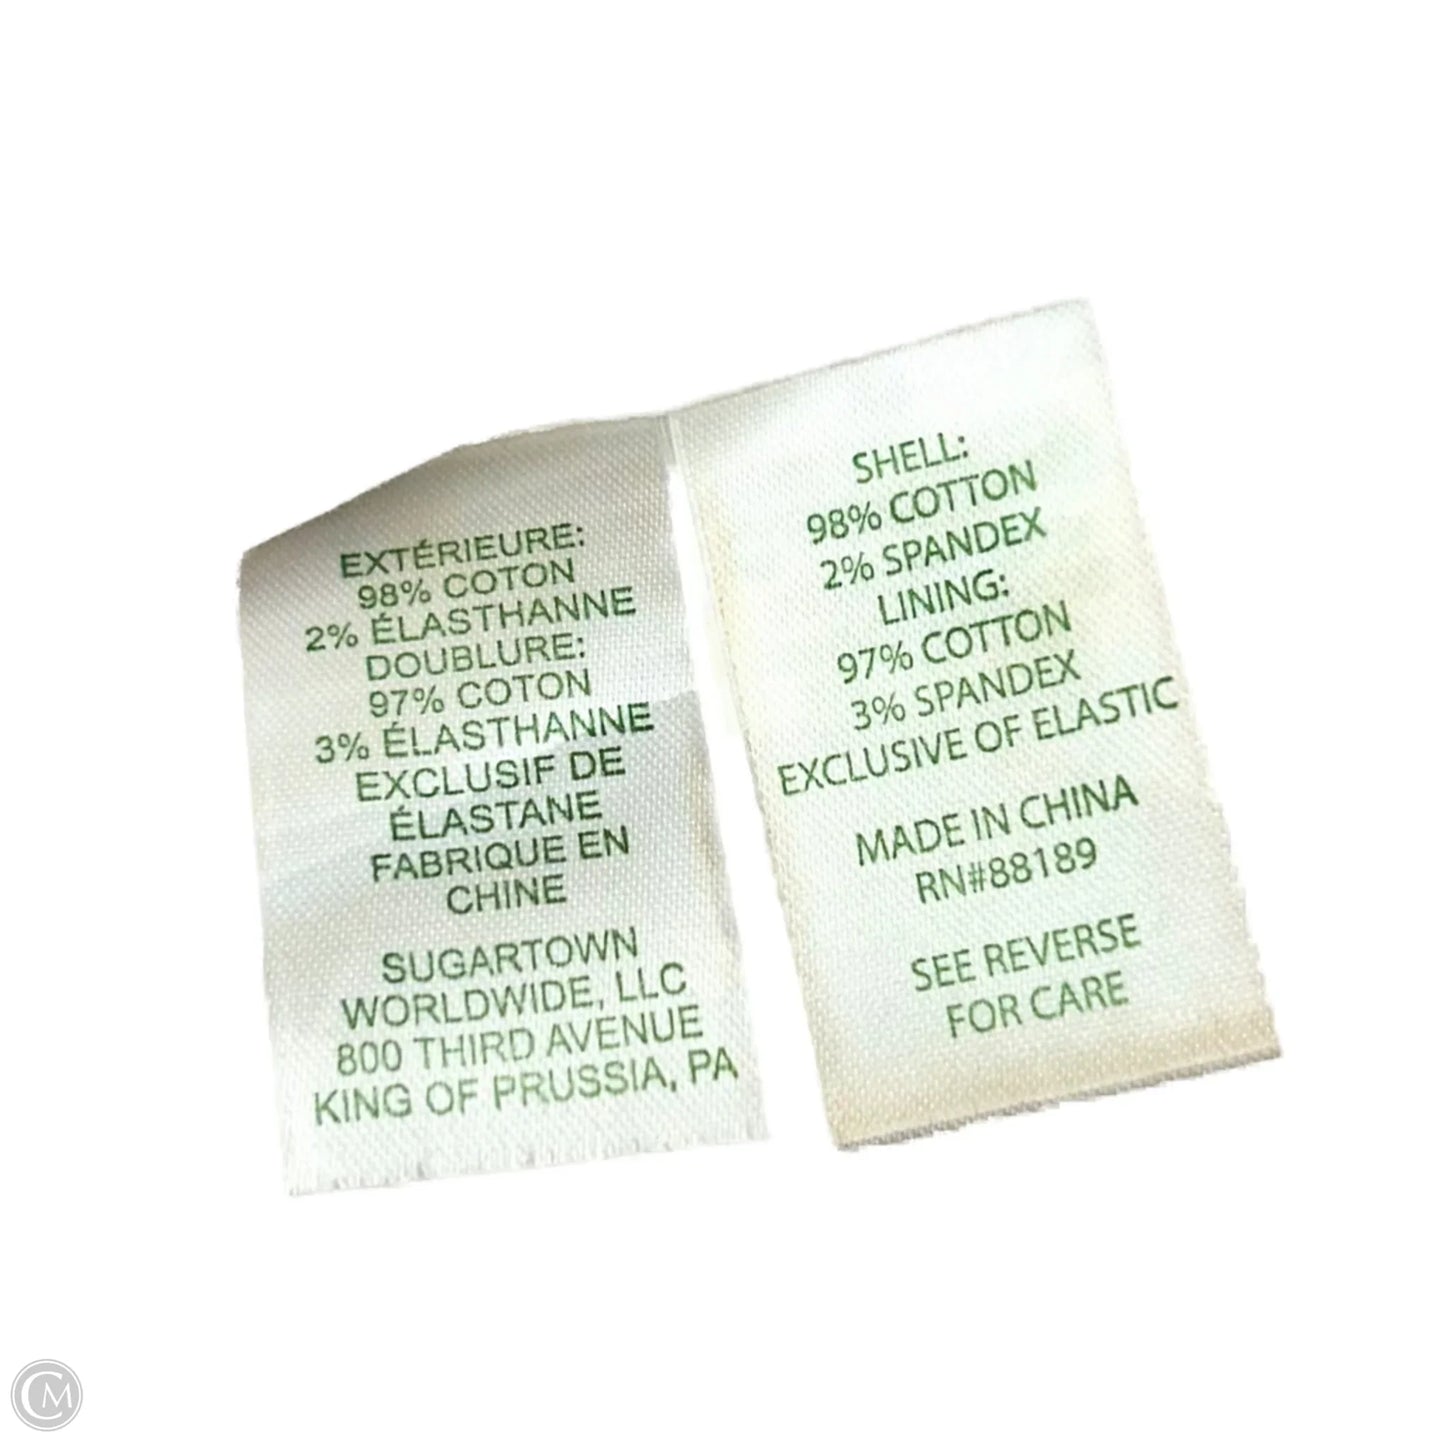 EXTÉRIEURE:
98% COTON
2% ÉLASTHANNE
DOUBLURE:
97% COTON
3% ÉLASTHANNE
EXCLUSIF DE
ÉLASTANE
FABRIQUE EN
CHINE
SUGARTOWN
WORLDWIDE, LLC
800 THIRD AVENUE
KING OF PRUSSIA, PA
SHELL:
98% COTTON
2% SPANDEX
LINING:
97% COTTON
3% SPANDEX
EXCLUSIVE OF ELASTIC
MADE IN CHINA
RN#88189
SEE REVERSE
FOR CARE
CM